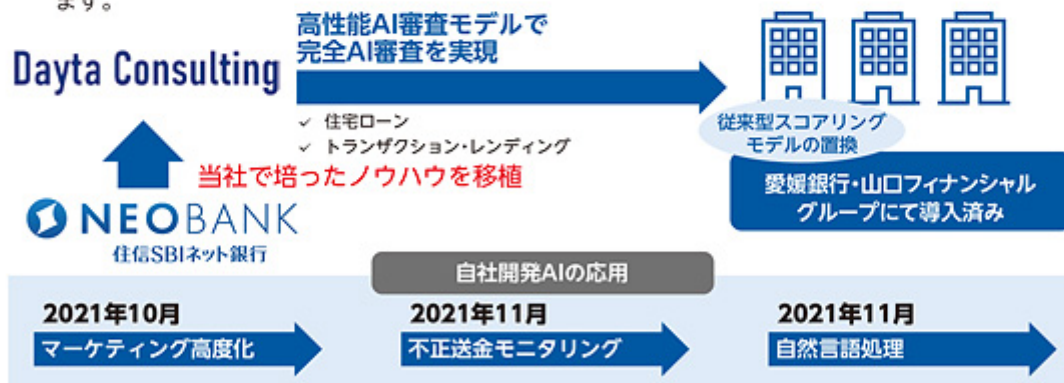 ます。
高性能AI審査モデルで
完全AI審査を実現
Dayta Consulting
✓ 住宅ローン
✓ トランザクション・レンディング
従来型スコアリング
モデルの置換
当社で培ったノウハウを移植
愛媛銀行・山口フィナンシャル
グループにて導入済み
NEOBANK
住信SBIネット銀行
自社開発AIの応用
2021年10月
マーケティング高度化
2021年11月
不正送金モニタリング
2021年11月
自然言語処理